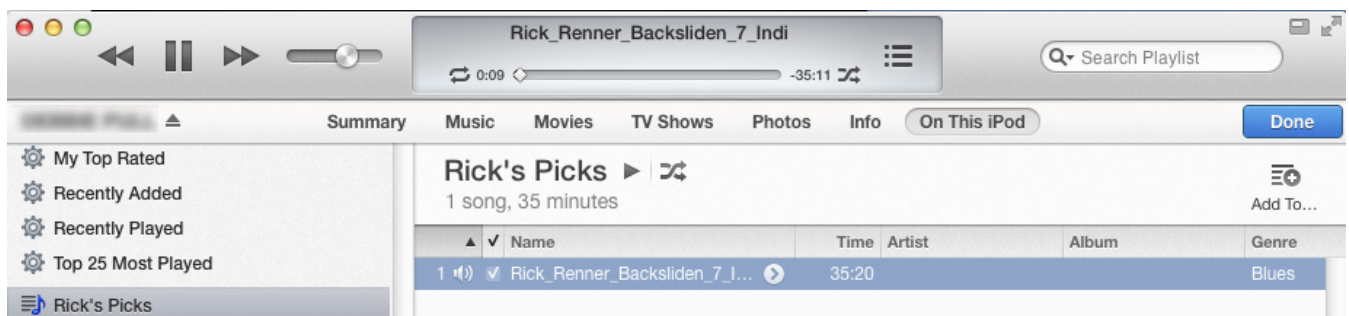 Rick_Renner_Backsliden_7_Indi
0:09 -35:11
Search Playlist
Summary Music Movies TV Shows Photos Info On This iPod Done
My Top Rated
Recently Added
Recently Played
Top 25 Most Played
Rick's Picks
Rick's Picks
1 song, 35 minutes
Add To...
Name Time Artist Album Genre
1 Rick_Renner_Backsliden_7_I... 35:20 Blues